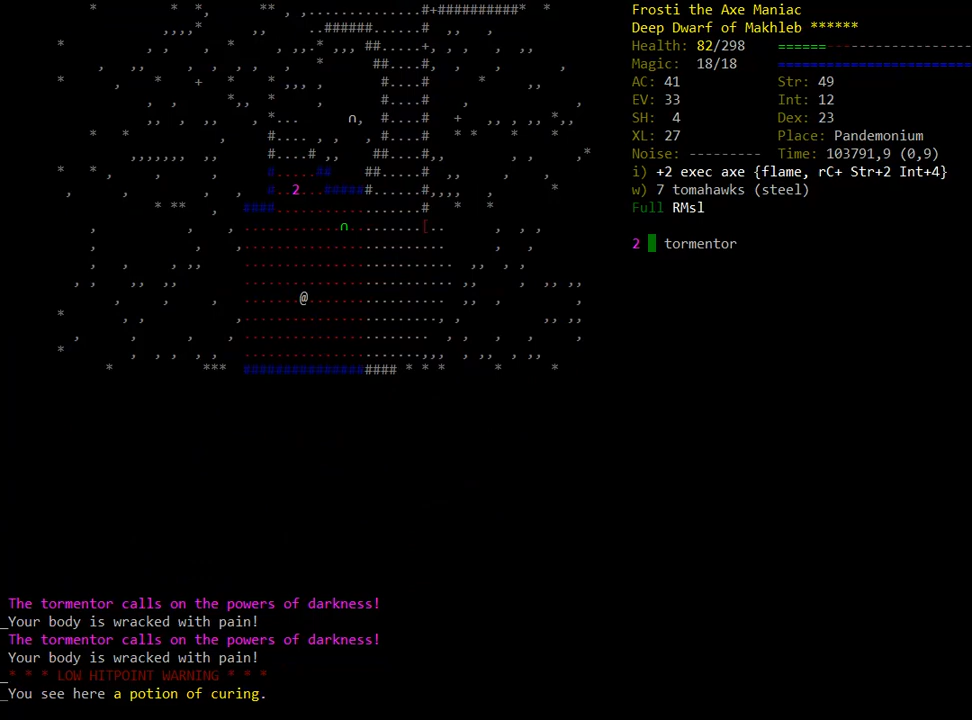 Frosti the Axe Maniac
Deep Dwarf of Makhleb ******
Health: 82/298 ======---------------
Magic: 18/18 =====================
AC: 41 Str: 49
EV: 33 Int: 12
SH: 4 Dex: 23
XL: 27 Place: Pandemonium
Noise: --------- Time: 103791,9 (0,9)
i) +2 exec axe {flame, rC+ Str+2 Int+4}
w) 7 tomahawks (steel)
Full RMsl
2 tormentor
The tormentor calls on the powers of darkness!
_Your body is wracked with pain!
The tormentor calls on the powers of darkness!
Your body is wracked with pain!
_* * * LOW HITPOINT WARNING * * *
_You see here a potion of curing.